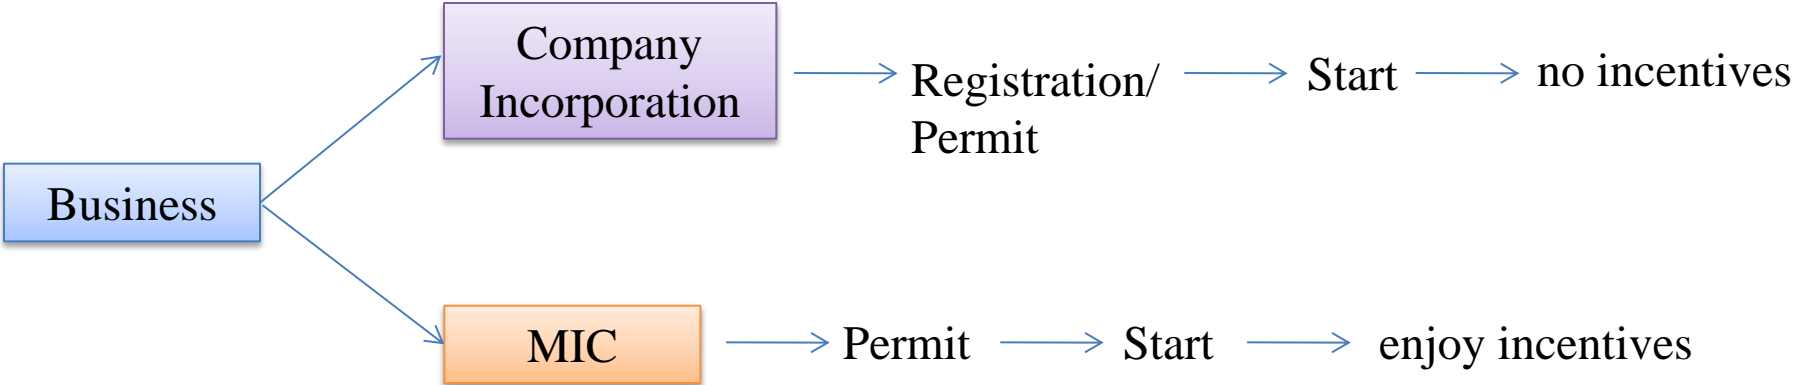 Company
Incorporation
Registration/
Permit
Start
no incentives
Business
MIC
Permit
Start
enjoy incentives